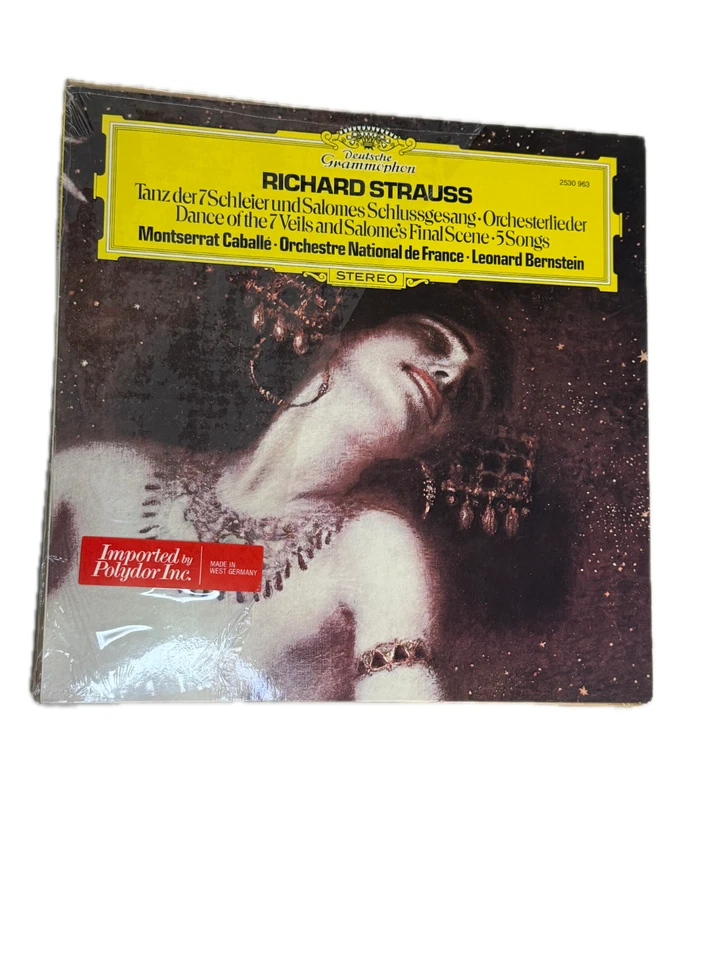 Deutsche
Grammophon
RICHARD STRAUSS
2530 963
Tanz der 7 Schleier und Salomes Schlussgesang · Orchesterlieder
Dance of the 7 Veils and Salome's Final Scene · 5 Songs
Montserrat Caballé · Orchestre National de France · Leonard Bernstein
STEREO
Imported by
Polydor Inc.
MADE IN
WEST GERMANY